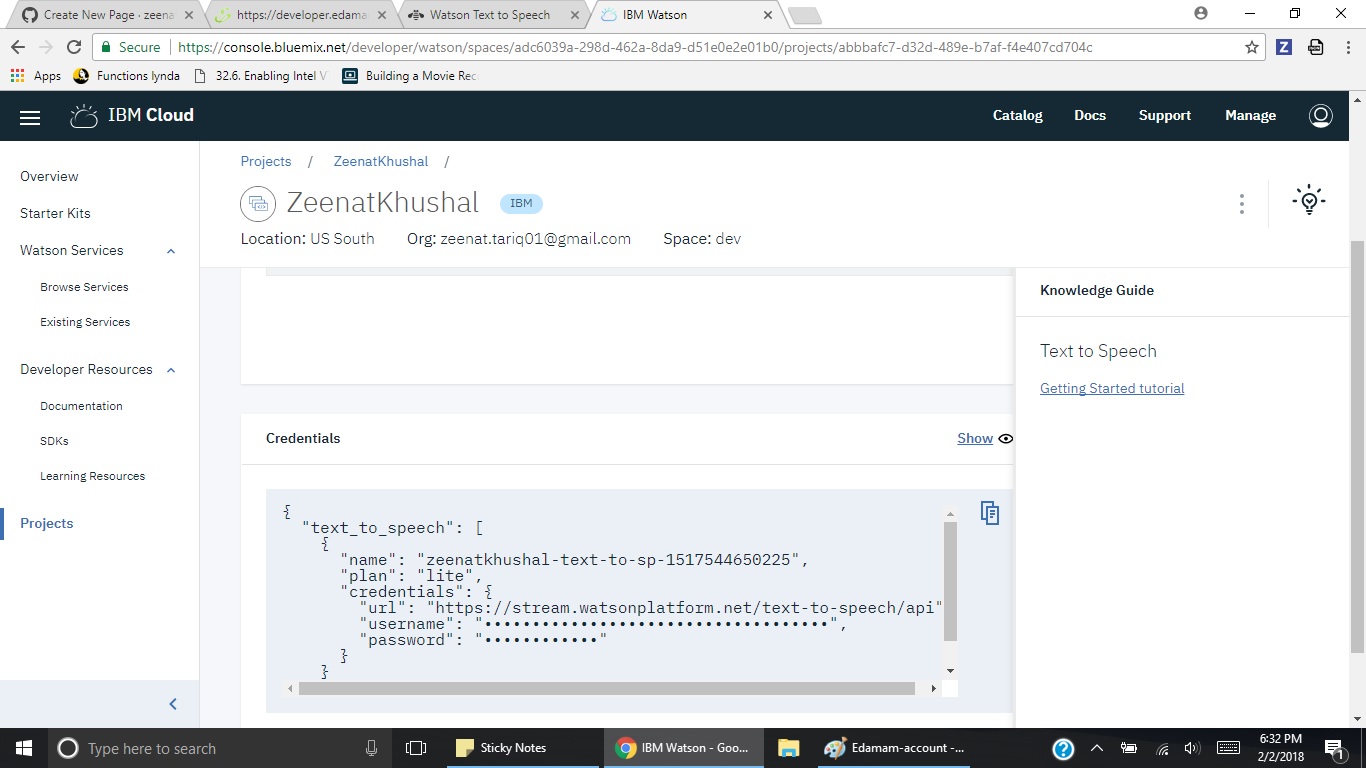 Create New Page · zeena
https://developer.edama
Watson Text to Speech
IBM Watson
Secure
https://console.bluemix.net/developer/watson/spaces/adc6039a-298d-462a-8da9-d51e0e2e01b0/projects/abbbafc7-d32d-489e-b7af-f4e407cd704c
Apps
Functions lynda
32.6. Enabling Intel V
Building a Movie Rec
IBM Cloud
Catalog
Docs
Support
Manage
Overview
Starter Kits
Watson Services
Browse Services
Existing Services
Developer Resources
Documentation
SDKs
Learning Resources
Projects
Projects / ZeenatKhushal /
ZeenatKhushal
IBM
Location: US South
Org: zeenat.tariq01@gmail.com
Space: dev
Knowledge Guide
Text to Speech
Getting Started tutorial
Credentials
Show
{
"text_to_speech": [
{
"name": "zeenatkhushal-text-to-sp-1517544650225",
"plan": "lite",
"credentials": {
"url": "https://stream.watsonplatform.net/text-to-speech/api"
"username": "••••••••••••••••••••••••••••••••••••",
"password": "••••••••••••"
}
}
Type here to search
Sticky Notes
IBM Watson - Goo...
Edamam-account -...
6:32 PM
2/2/2018
1